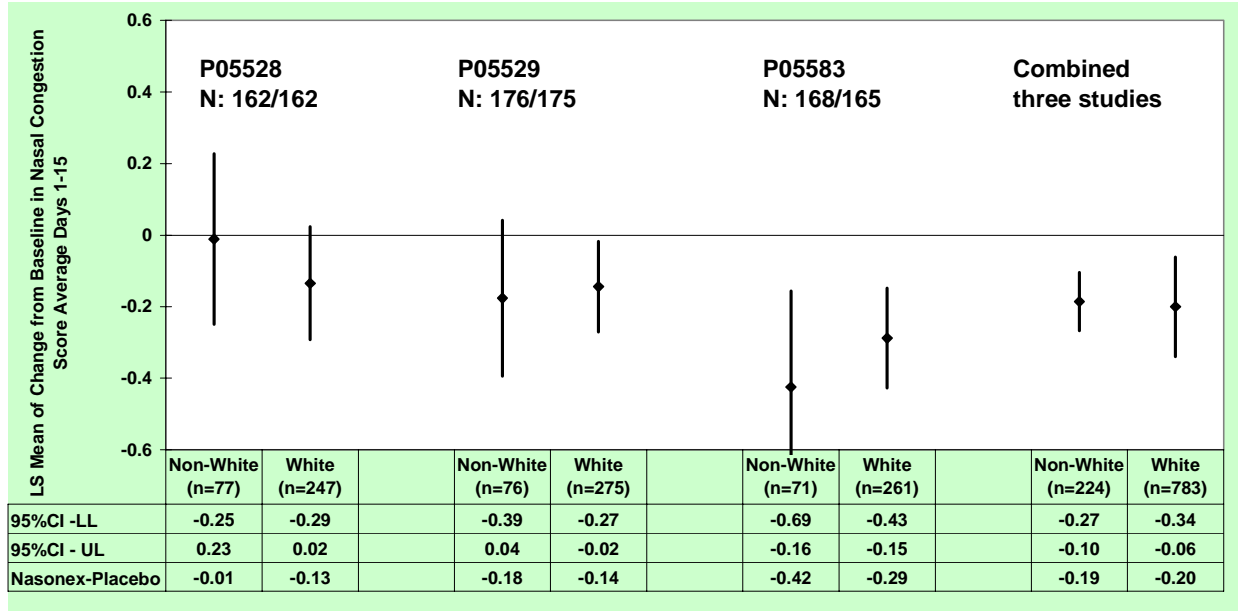 LS Mean of Change from Baseline in Nasal Congestion
Score Average Days 1-15
0.6
0.4
0.2
0
-0.2
-0.4
-0.6
P05528
N: 162/162
P05529
N: 176/175
P05583
N: 168/165
Combined
three studies
Non-White White Non-White White Non-White White Non-White White
(n=77) (n=247) (n=76) (n=275) (n=71) (n=261) (n=224) (n=783)
95%CI -LL -0.25 -0.29 -0.39 -0.27 -0.69 -0.43 -0.27 -0.34
95%CI - UL 0.23 0.02 0.04 -0.02 -0.16 -0.15 -0.10 -0.06
Nasonex-Placebo -0.01 -0.13 -0.18 -0.14 -0.42 -0.29 -0.19 -0.20